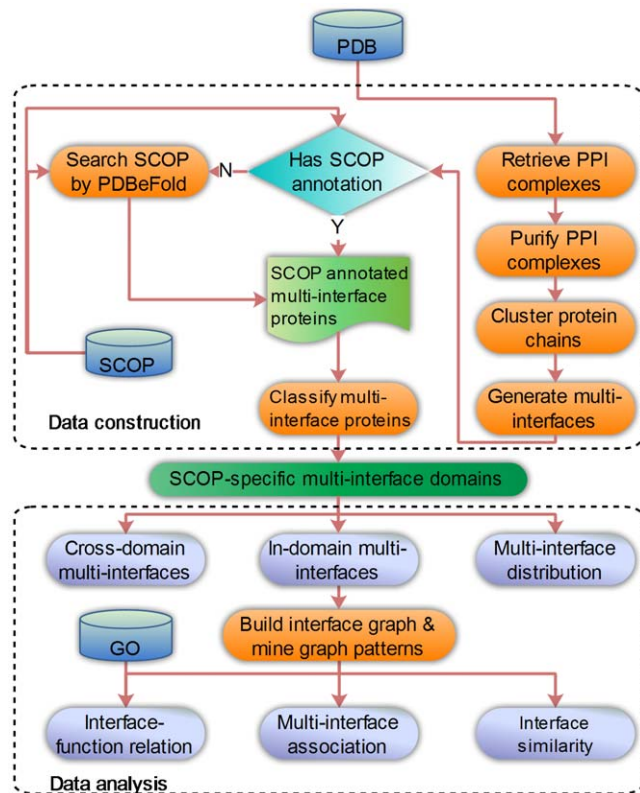 PDB
Search SCOP
by PDBeFold
N
Has SCOP
annotation
Retrieve PPI
complexes
Y
Purify PPI
complexes
SCOP annotated
multi-interface
proteins
Cluster protein
chains
SCOP
Data construction
Classify multi-
interface proteins
Generate multi-
interfaces
SCOP-specific multi-interface domains
Cross-domain
multi-interfaces
In-domain multi-
interfaces
Multi-interface
distribution
GO
Build interface graph &
mine graph patterns
Interface-
function relation
Multi-interface
association
Interface
similarity
Data analysis